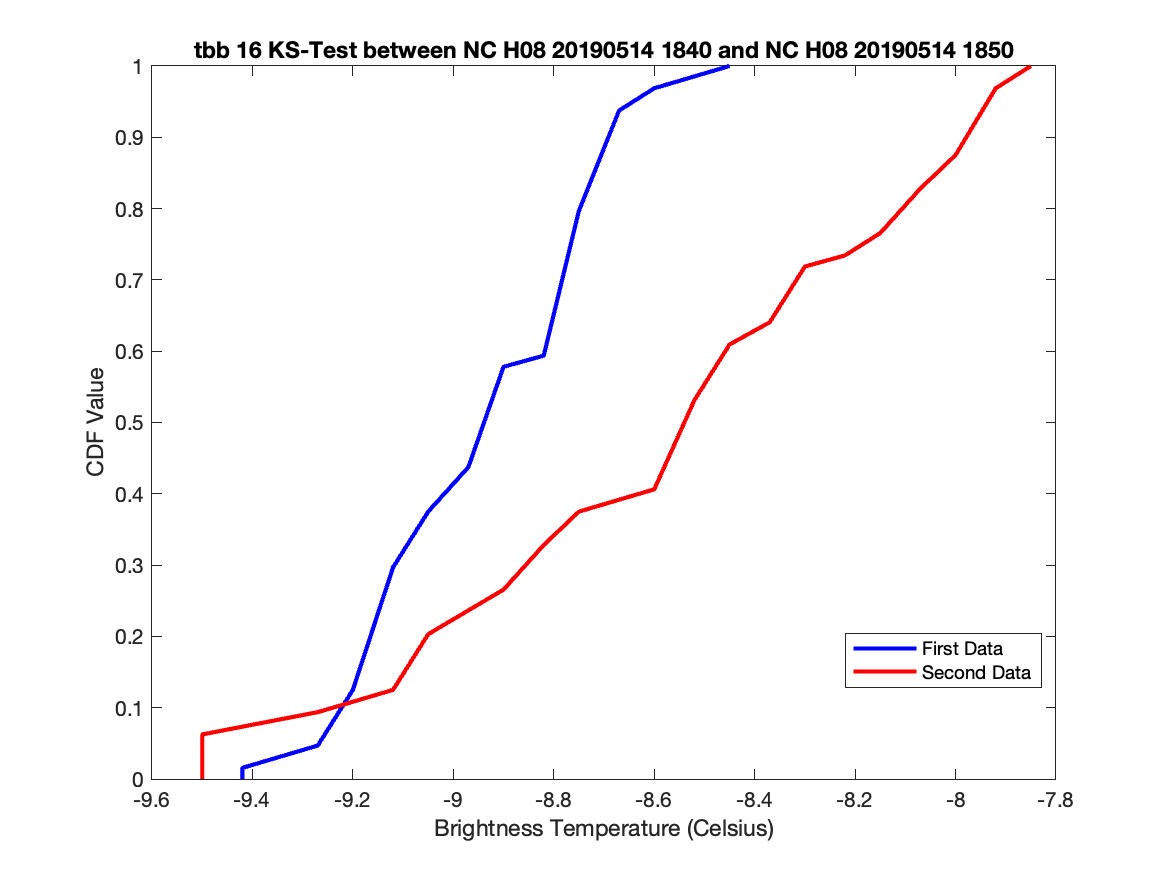 tbb 16 KS-Test between NC H08 20190514 1840 and NC H08 20190514 1850
1
0.9
0.8
0.7
0.6
0.5
0.4
0.3
0.2
0.1
0
CDF Value
First Data
Second Data
-9.6 -9.4 -9.2 -9 -8.8 -8.6 -8.4 -8.2 -8 -7.8
Brightness Temperature (Celsius)